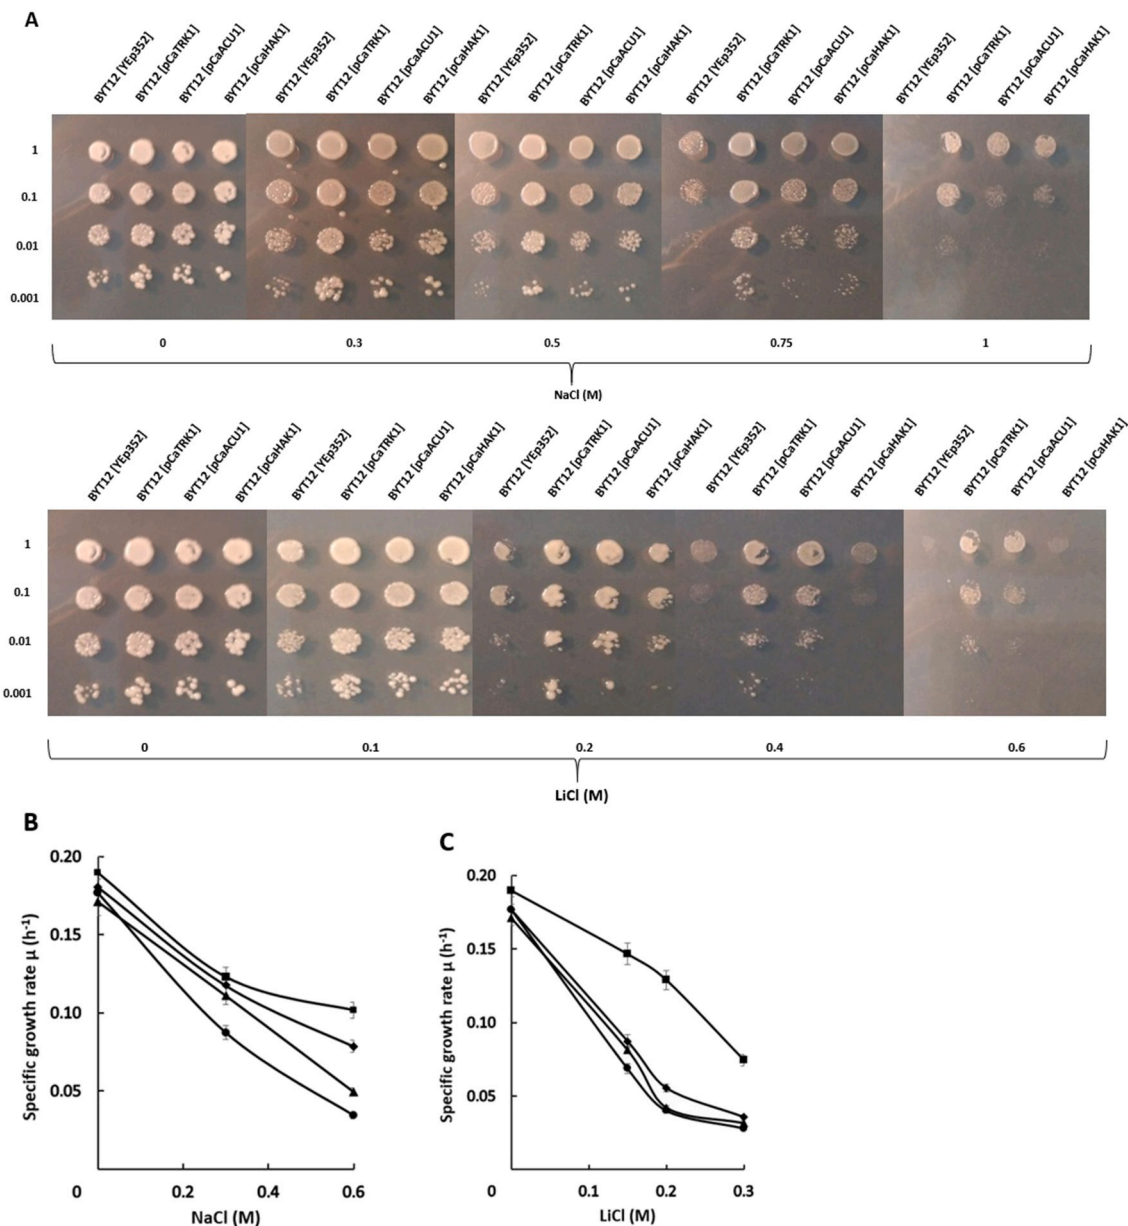 A
BYT12 [YEp352] BYT12 [pCaTRK1] BYT12 [pCaACU1] BYT12 [pCaHAK1] BYT12 [YEp352] BYT12 [pCaTRK1] BYT12 [pCaACU1] BYT12 [pCaHAK1] BYT12 [YEp352] BYT12 [pCaTRK1] BYT12 [pCaACU1] BYT12 [pCaHAK1] BYT12 [YEp352] BYT12 [pCaTRK1] BYT12 [pCaACU1] BYT12 [pCaHAK1] BYT12 [YEp352] BYT12 [pCaTRK1] BYT12 [pCaACU1] BYT12 [pCaHAK1]
1
0.1
0.01
0.001
0 0.3 0.5 0.75 1
NaCl (M)
BYT12 [YEp352] BYT12 [pCaTRK1] BYT12 [pCaACU1] BYT12 [pCaHAK1] BYT12 [YEp352] BYT12 [pCaTRK1] BYT12 [pCaACU1] BYT12 [pCaHAK1] BYT12 [YEp352] BYT12 [pCaTRK1] BYT12 [pCaACU1] BYT12 [pCaHAK1] BYT12 [YEp352] BYT12 [pCaTRK1] BYT12 [pCaACU1] BYT12 [pCaHAK1] BYT12 [YEp352] BYT12 [pCaTRK1] BYT12 [pCaACU1] BYT12 [pCaHAK1]
1
0.1
0.01
0.001
0 0.1 0.2 0.4 0.6
LiCl (M)
B
Specific growth rate μ (h-1)
0.20
0.15
0.10
0.05
0 0.2 0.4 0.6
NaCl (M)
C
Specific growth rate μ (h-1)
0.20
0.15
0.10
0.05
0 0.1 0.2 0.3
LiCl (M)